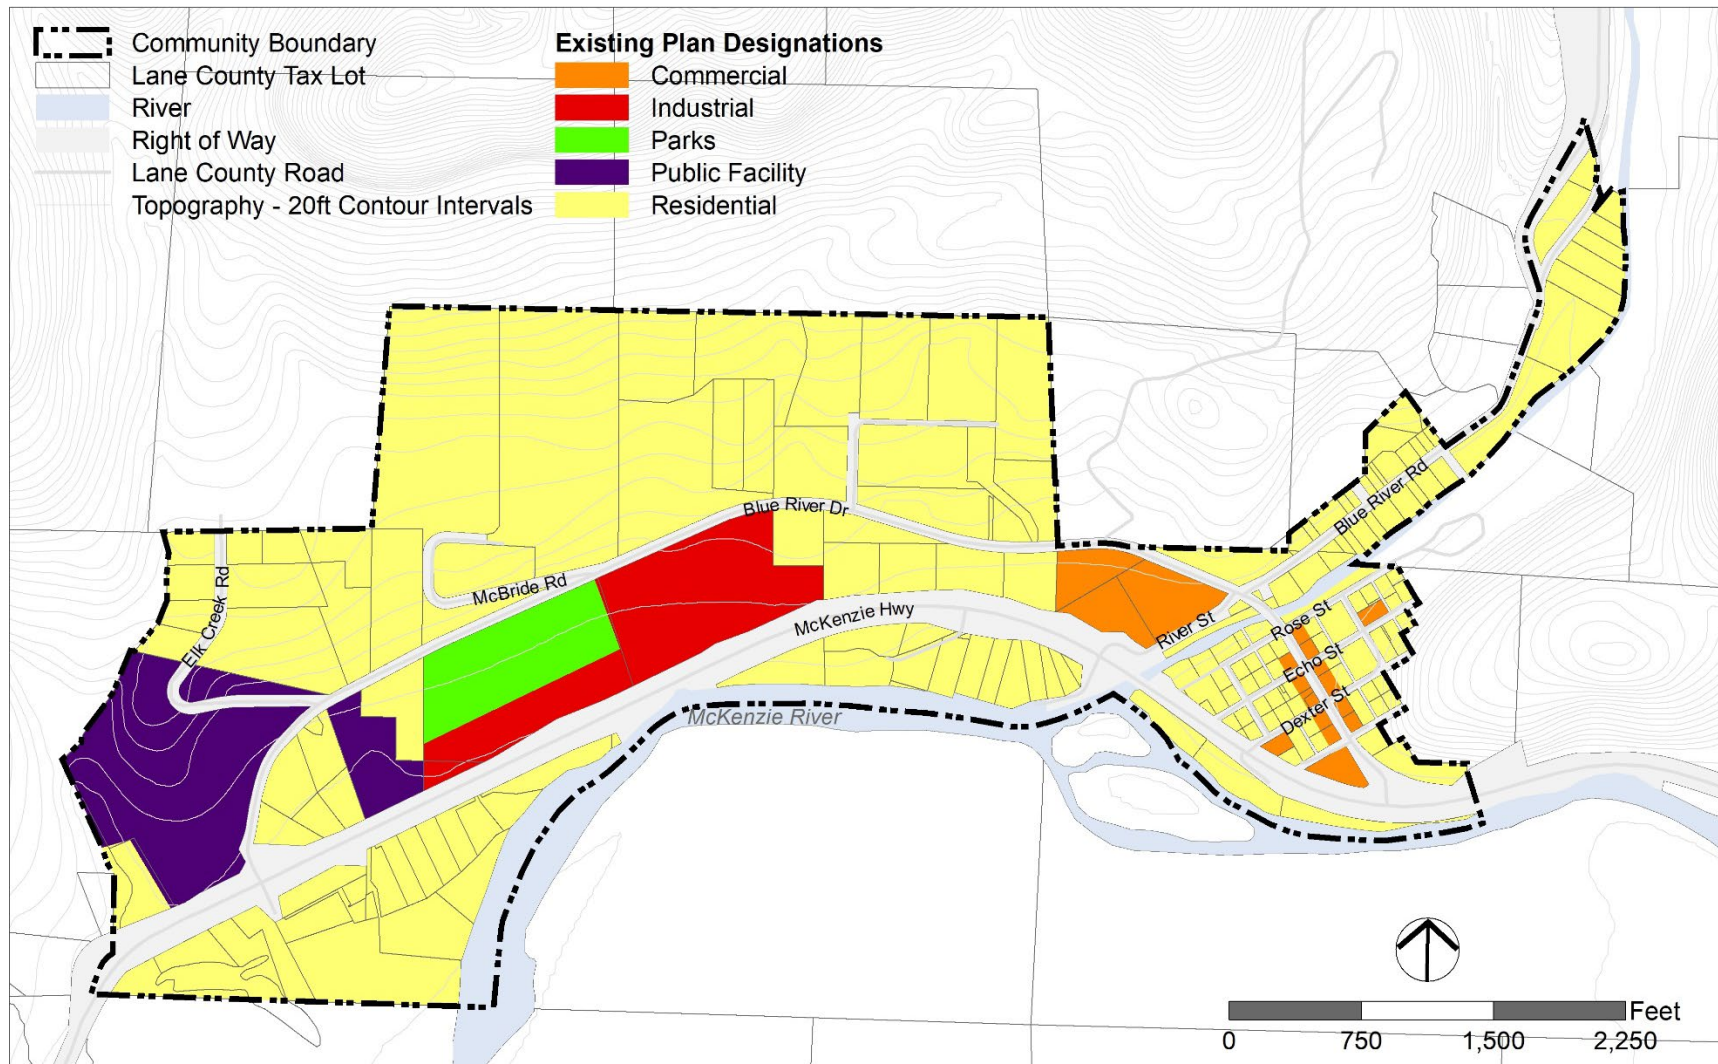 Community Boundary
Lane County Tax Lot
River
Right of Way
Lane County Road
Topography - 20ft Contour Intervals
Existing Plan Designations
Commercial
Industrial
Parks
Public Facility
Residential
Blue River Rd
Blue River Dr
McBride Rd
Elk Creek Rd
McKenzie Hwy
River St
Rose St
Echo St
Dexter St
McKenzie River
Feet
0 750 1,500 2,250